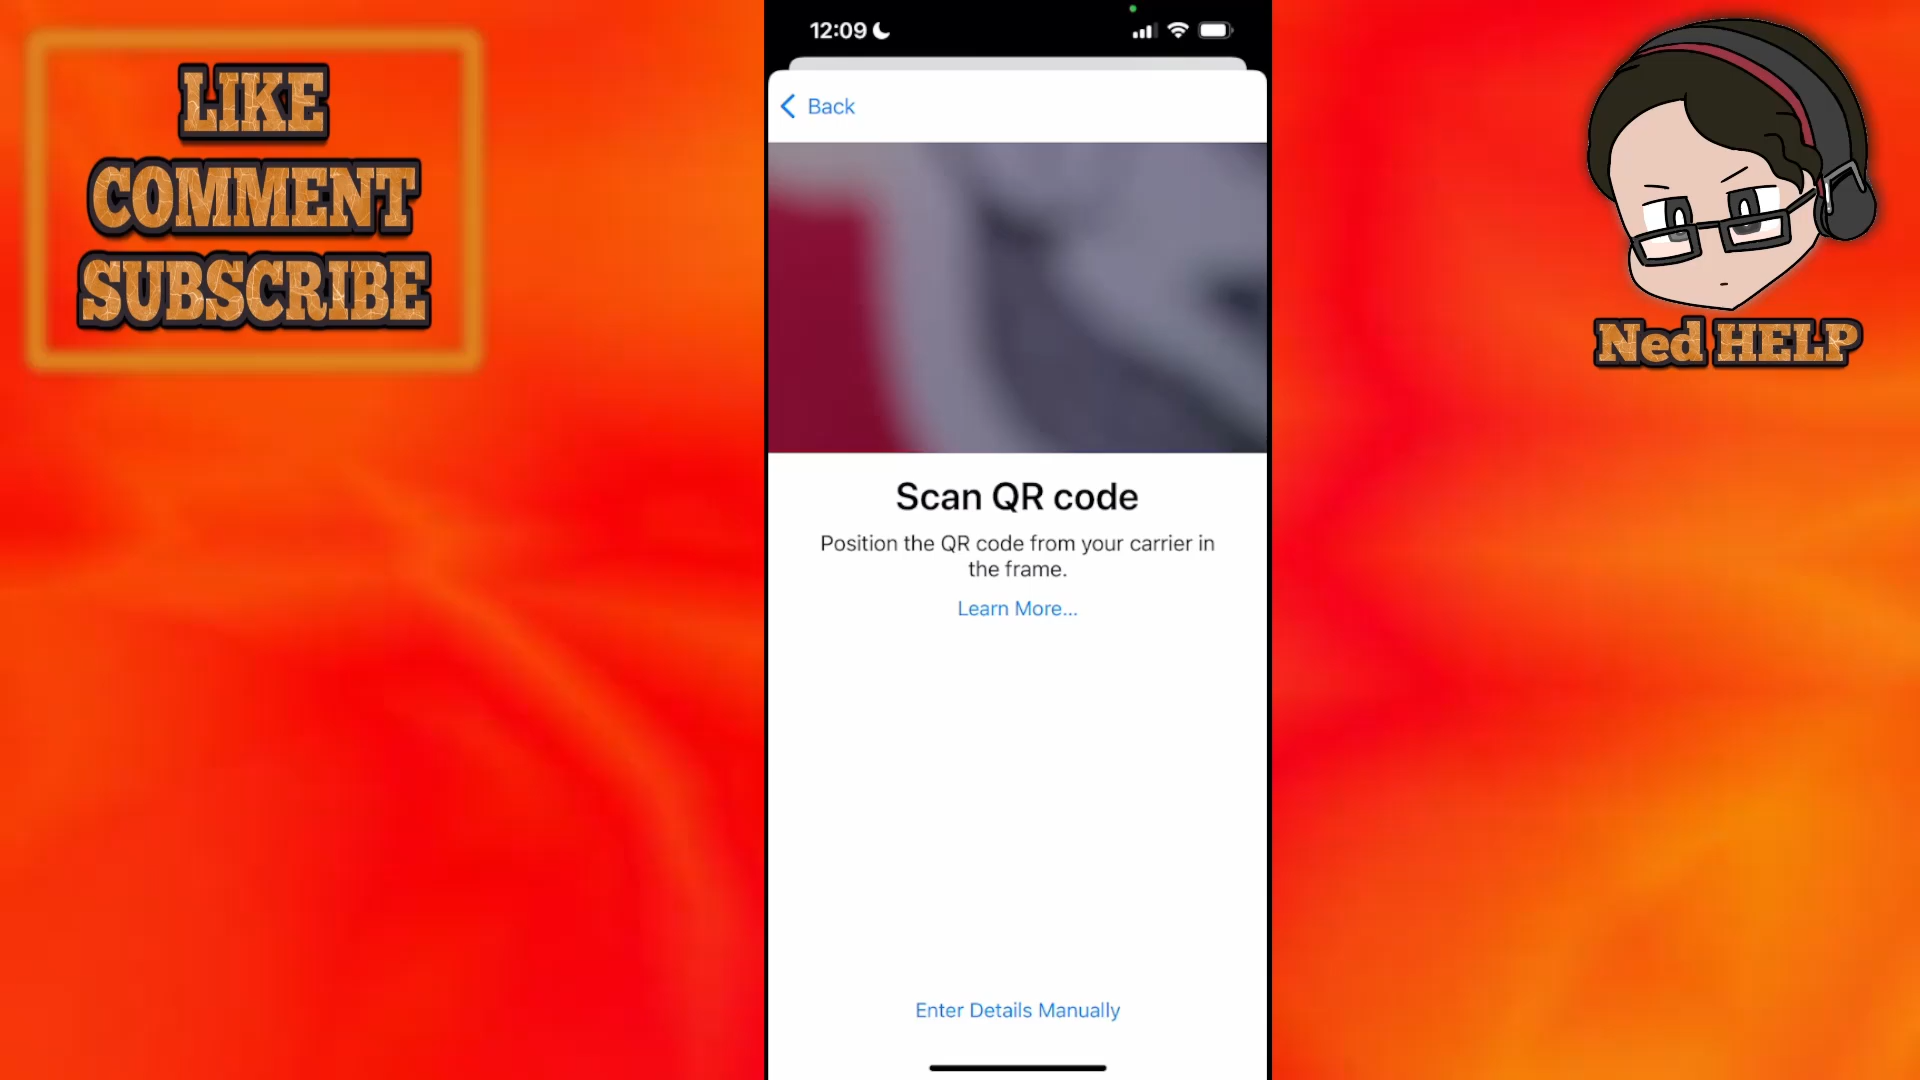 LIKE
COMMENT
SUBSCRIBE
12:09
Back
Scan QR code
Position the QR code from your carrier in
the frame.
Learn More...
Enter Details Manually
Ned HELP